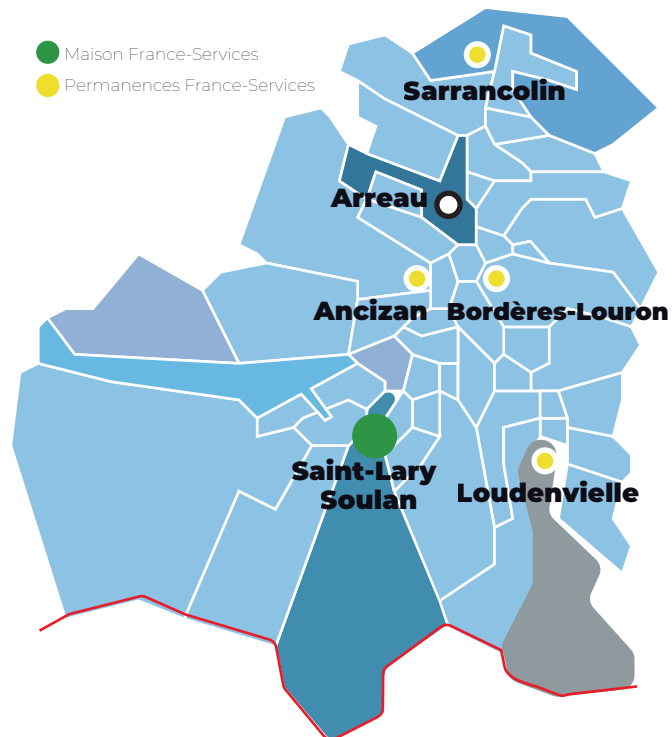 Maison France-Services
Permanences France-Services
Sarrancolin
Arreau
Ancizan
Bordères-Louron
Saint-Lary
Soulan
Loudenvielle